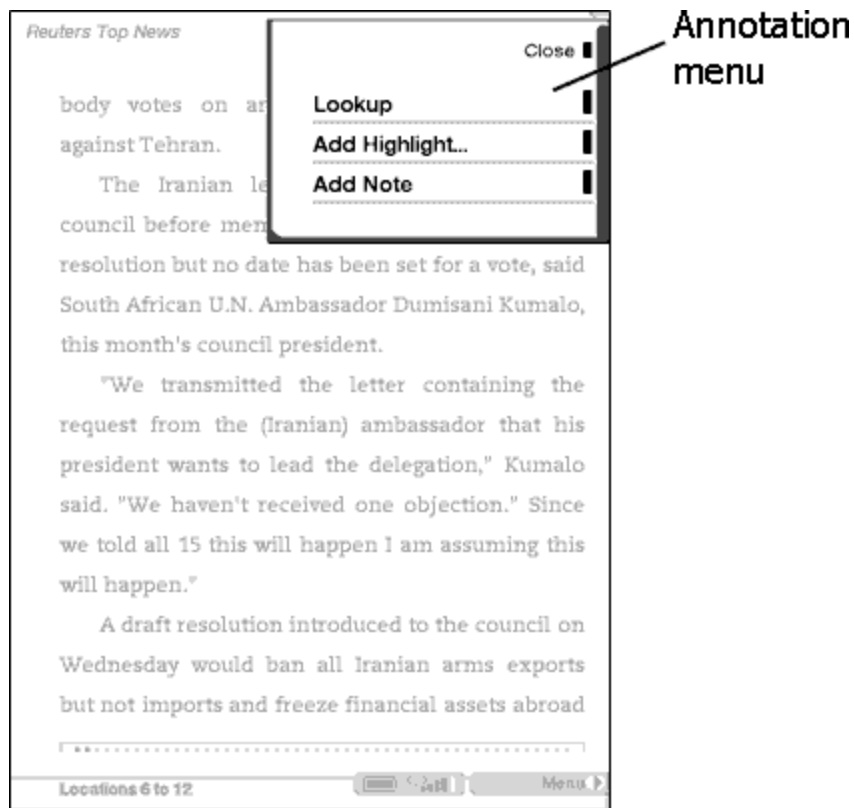 Reuters Top News
Close
Annotation
menu
Lookup
Add Highlight...
Add Note
body votes on an
against Tehran.
The Iranian le
council before mem
resolution but no date has been set for a vote, said
South African U.N. Ambassador Dumisani Kumalo,
this month's council president.
"We transmitted the letter containing the
request from the (Iranian) ambassador that his
president wants to lead the delegation," Kumalo
said. "We haven't received one objection." Since
we told all 15 this will happen I am assuming this
will happen."
A draft resolution introduced to the council on
Wednesday would ban all Iranian arms exports
but not imports and freeze financial assets abroad
Locations 6 to 12
Menu